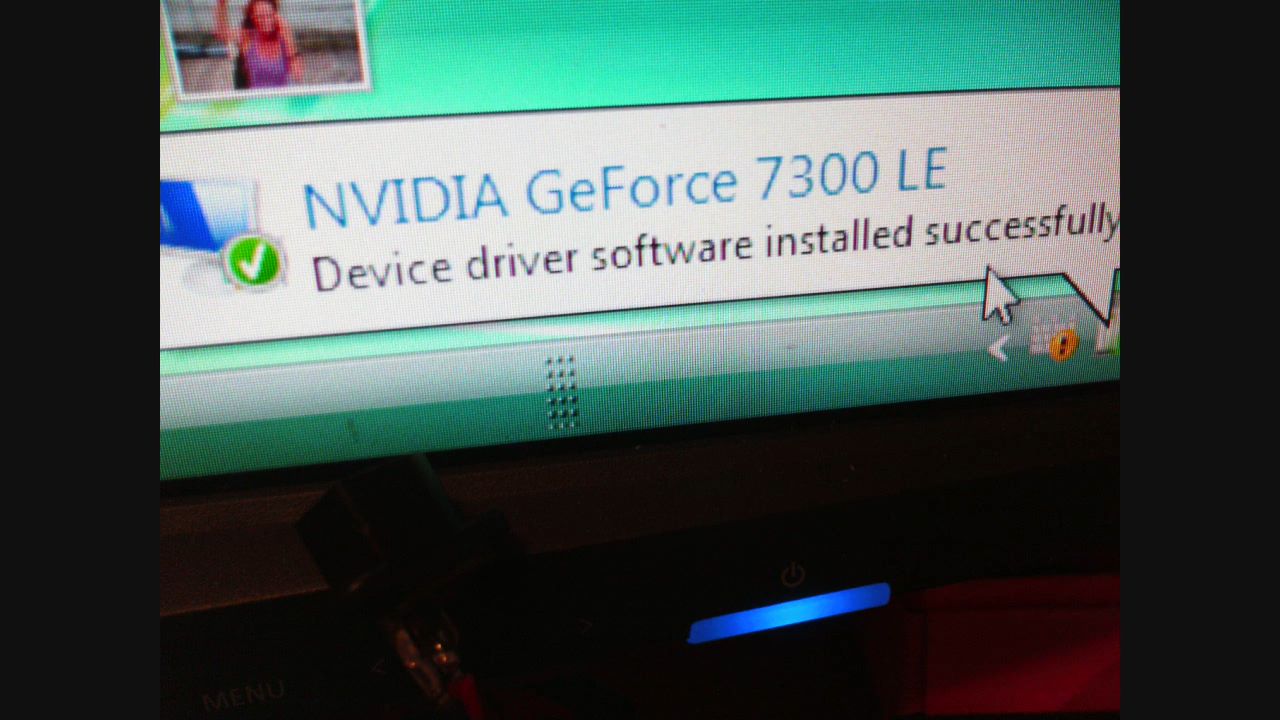 NVIDIA GeForce 7300 LE
Device driver software installed successfully
MENU